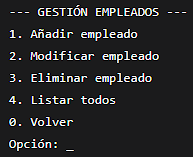 --- GESTIÓN EMPLEADOS ---
1. Añadir empleado
2. Modificar empleado
3. Eliminar empleado
4. Listar todos
0. Volver
Opción: _